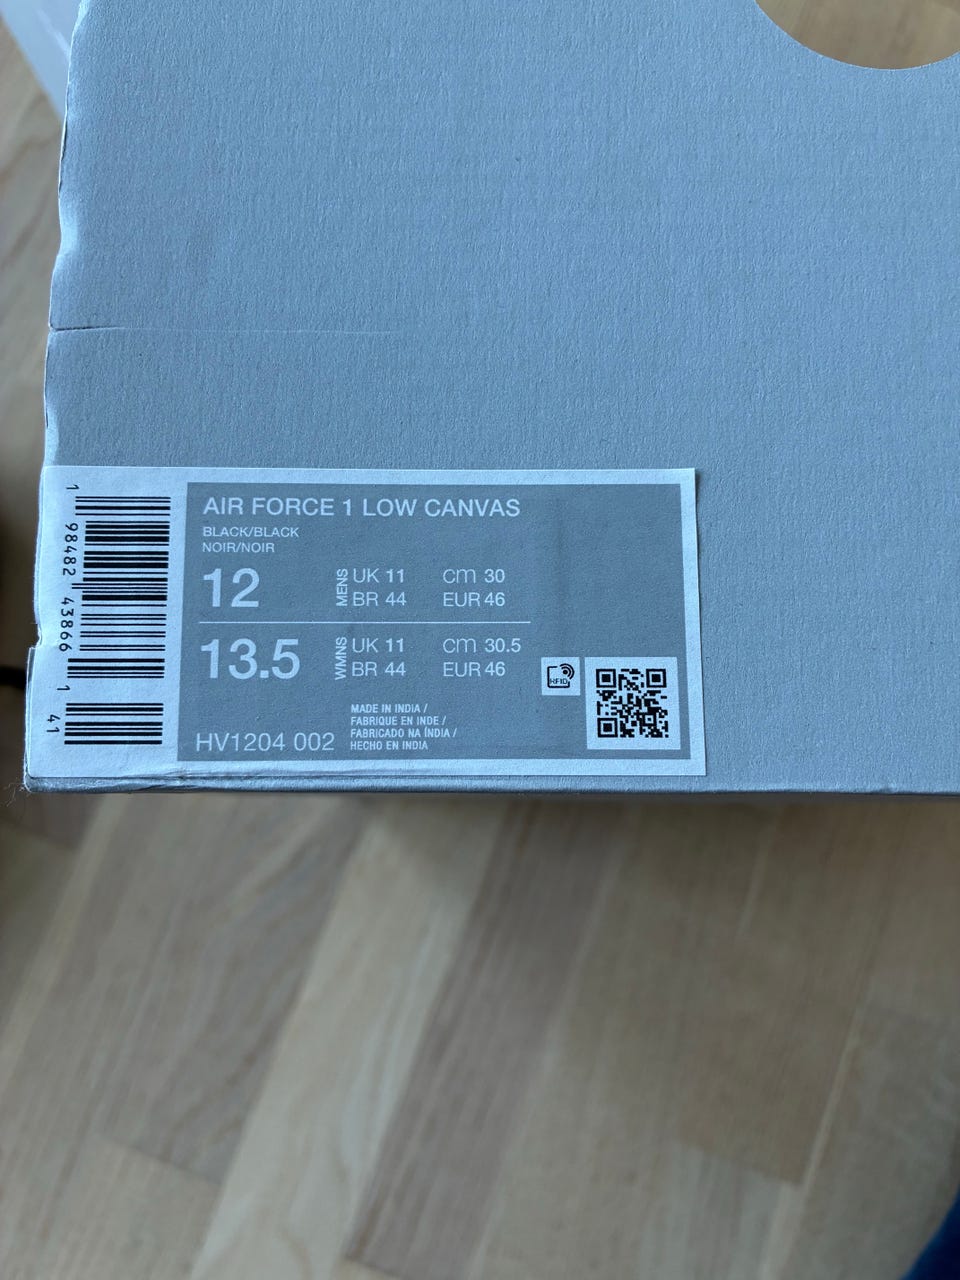 AIR FORCE 1 LOW CANVAS
BLACK/BLACK
NOIR/NOIR
12 MENS UK 11 cm 30
BR 44 EUR 46
13.5 WMNS UK 11 cm 30.5
BR 44 EUR 46
RFID
MADE IN INDIA /
FABRIQUE EN INDE /
FABRICADO NA ÍNDIA /
HECHO EN INDIA
HV1204 002
1 98482 43866 1 41